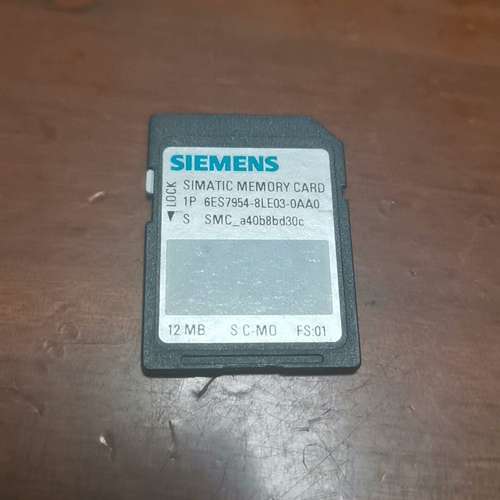 SIEMENS
SIMATIC MEMORY CARD
LOCK
1P 6ES7954-8LE03-0AA0
S SMC_a40b8bd30c
12 MB S C-MO FS:01